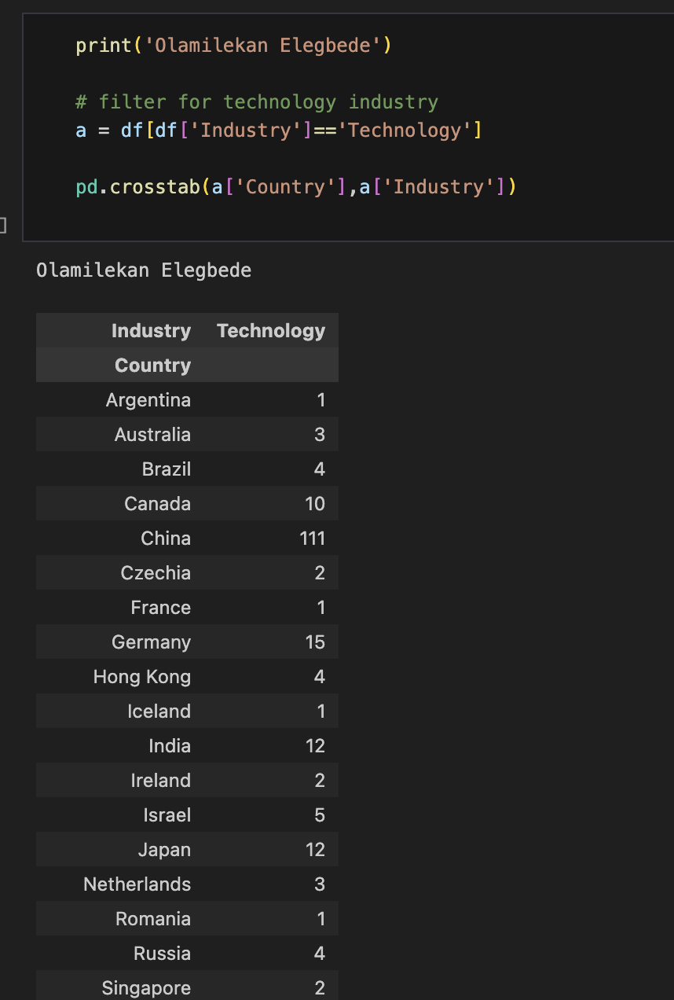 print('Olamilekan Elegbede')
# filter for technology industry
a = df[df['Industry']=='Technology']
pd.crosstab(a['Country'],a['Industry'])
]
Olamilekan Elegbede
Industry Technology
Country
Argentina 1
Australia 3
Brazil 4
Canada 10
China 111
Czechia 2
France 1
Germany 15
Hong Kong 4
Iceland 1
India 12
Ireland 2
Israel 5
Japan 12
Netherlands 3
Romania 1
Russia 4
Singapore 2